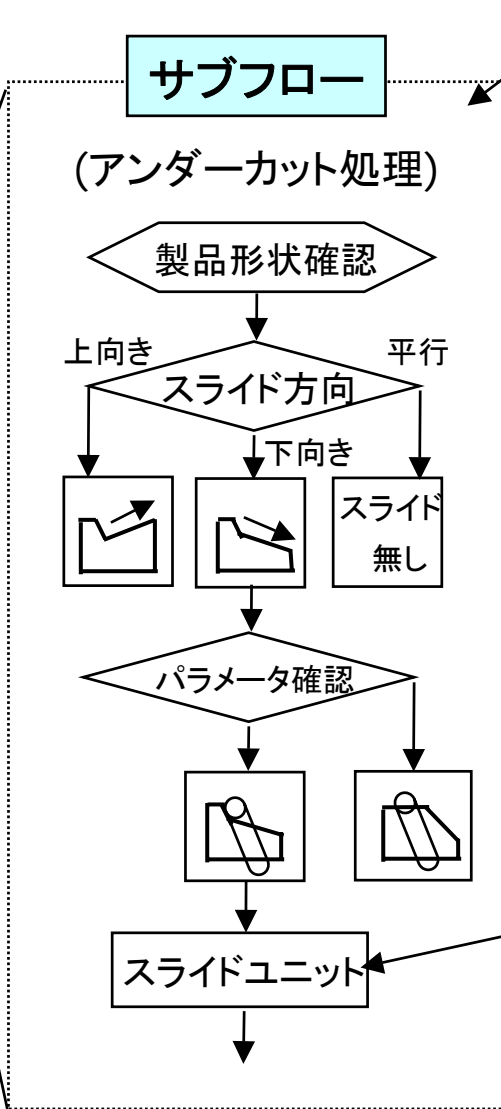 サブフロー
(アンダーカット処理)
製品形状確認
上向き
平行
スライド方向
下向き
スライド
無し
パラメータ確認
スライドユニット